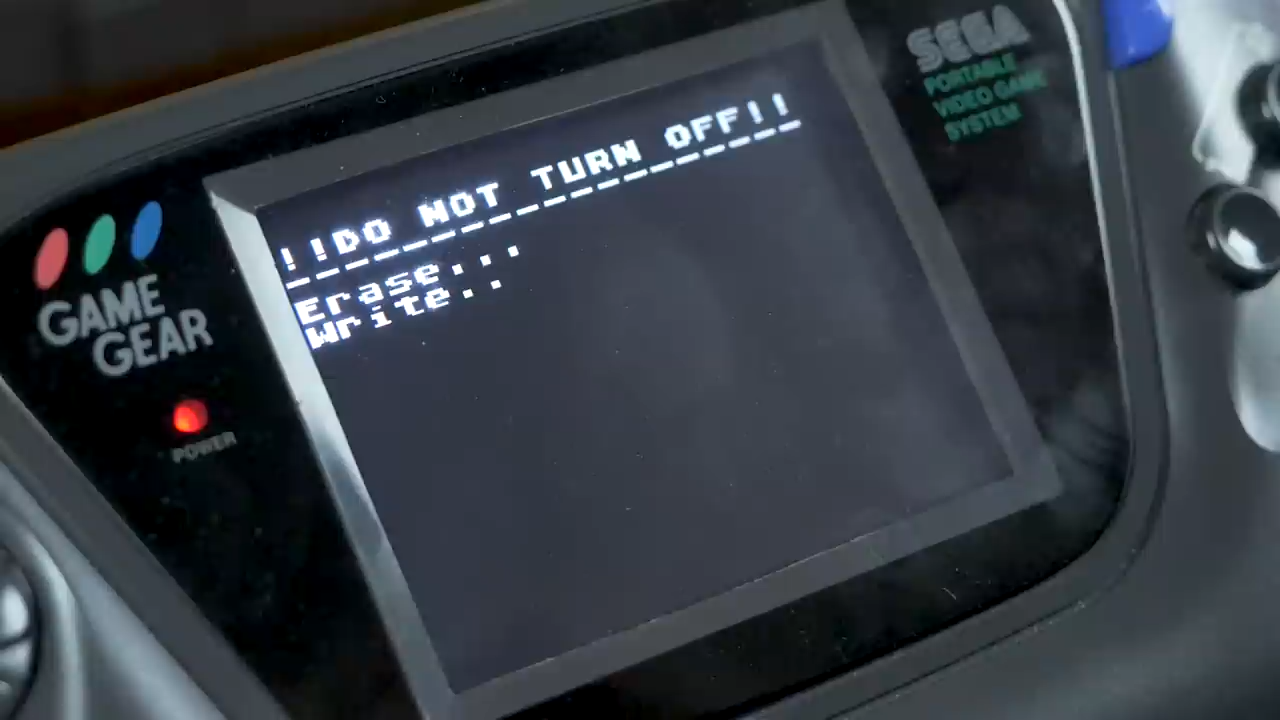 SEGA
PORTABLE
VIDEO GAME
SYSTEM
!!DO NOT TURN OFF!!
Erase...
Write..
GAME
GEAR
POWER